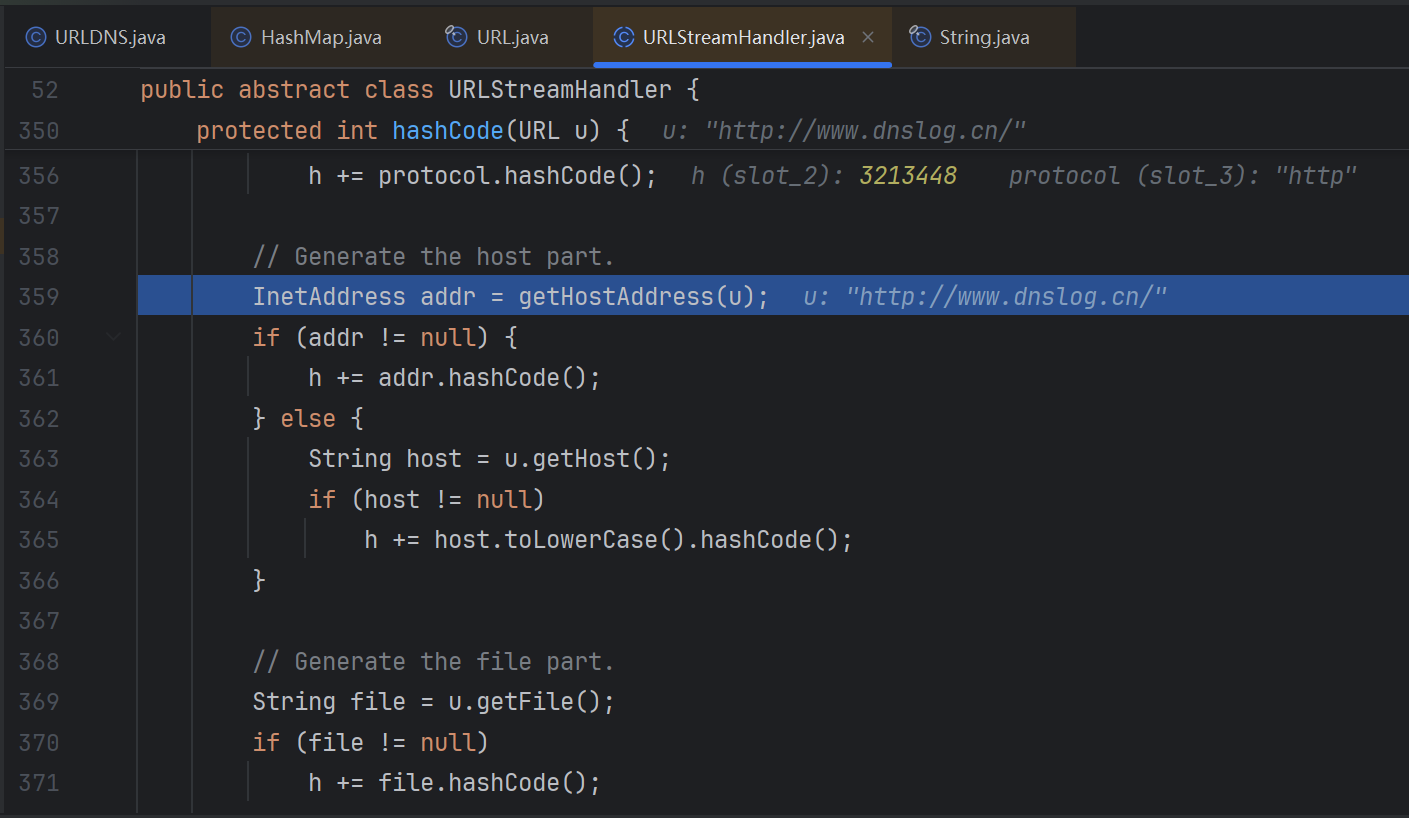 URLDNS.java HashMap.java URL.java URLStreamHandler.java × String.java
52 public abstract class URLStreamHandler {
350 protected int hashCode(URL u) { u: "http://www.dnslog.cn/"
356 h += protocol.hashCode(); h (slot_2): 3213448 protocol (slot_3): "http"
357
358 // Generate the host part.
359 InetAddress addr = getHostAddress(u); u: "http://www.dnslog.cn/"
360 if (addr != null) {
361 h += addr.hashCode();
362 } else {
363 String host = u.getHost();
364 if (host != null)
365 h += host.toLowerCase().hashCode();
366 }
367
368 // Generate the file part.
369 String file = u.getFile();
370 if (file != null)
371 h += file.hashCode();